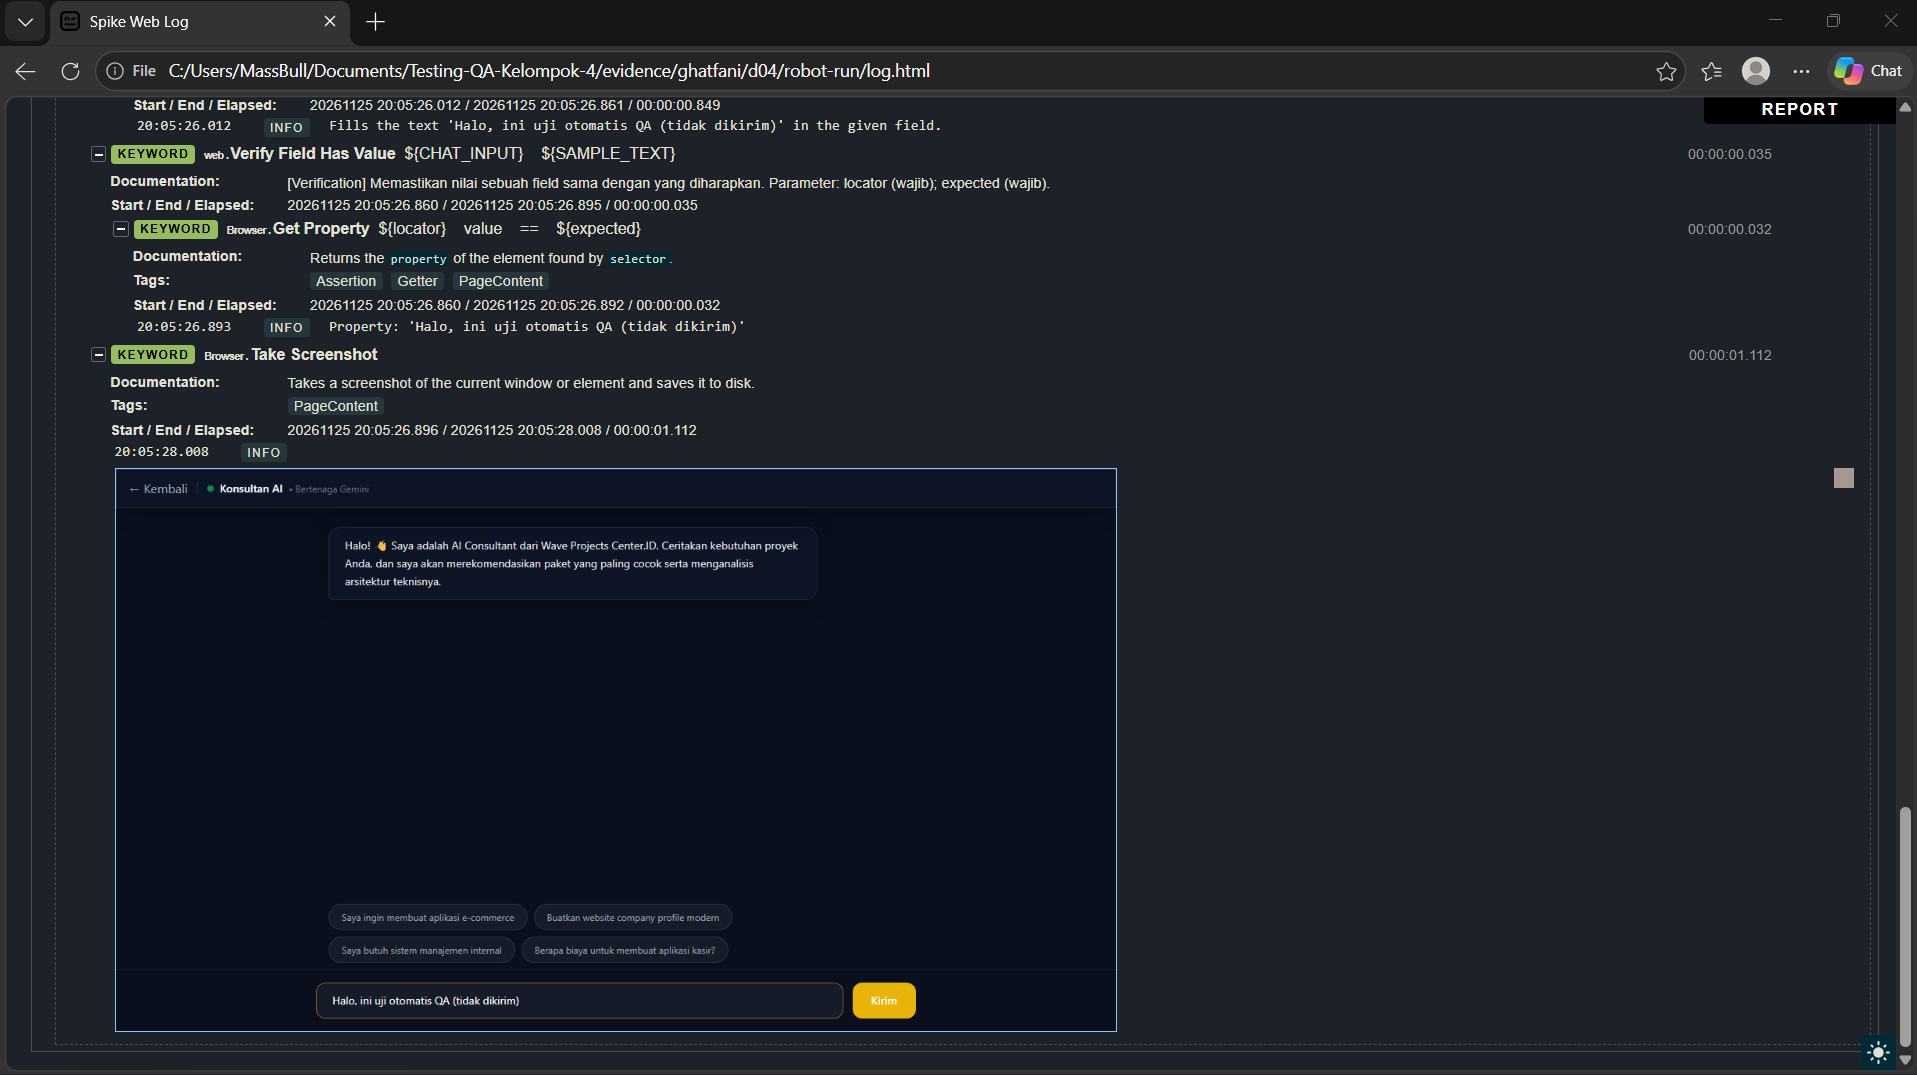 Spike Web Log
File C:/Users/MassBull/Documents/Testing-QA-Kelompok-4/evidence/ghatfani/d04/robot-run/log.html
Chat
REPORT
Start / End / Elapsed: 20261125 20:05:26.012 / 20261125 20:05:26.861 / 00:00:00.849
20:05:26.012 INFO Fills the text 'Halo, ini uji otomatis QA (tidak dikirim)' in the given field.
KEYWORD web.Verify Field Has Value ${CHAT_INPUT} ${SAMPLE_TEXT} 00:00:00.035
Documentation: [Verification] Memastikan nilai sebuah field sama dengan yang diharapkan. Parameter: locator (wajib); expected (wajib).
Start / End / Elapsed: 20261125 20:05:26.860 / 20261125 20:05:26.895 / 00:00:00.035
KEYWORD Browser.Get Property ${locator} value == ${expected} 00:00:00.032
Documentation: Returns the property of the element found by selector.
Tags: Assertion Getter PageContent
Start / End / Elapsed: 20261125 20:05:26.860 / 20261125 20:05:26.892 / 00:00:00.032
20:05:26.893 INFO Property: 'Halo, ini uji otomatis QA (tidak dikirim)'
KEYWORD Browser.Take Screenshot 00:00:01.112
Documentation: Takes a screenshot of the current window or element and saves it to disk.
Tags: PageContent
Start / End / Elapsed: 20261125 20:05:26.896 / 20261125 20:05:28.008 / 00:00:01.112
20:05:28.008 INFO
← Kembali Konsultan AI • Bertenaga Gemini
Halo! 👋 Saya adalah AI Consultant dari Wave Projects Center.ID. Ceritakan kebutuhan proyek
Anda, dan saya akan merekomendasikan paket yang paling cocok serta menganalisis
arsitektur teknisnya.
Saya ingin membuat aplikasi e-commerce Buatkan website company profile modern
Saya butuh sistem manajemen internal Berapa biaya untuk membuat aplikasi kasir?
Halo, ini uji otomatis QA (tidak dikirim) Kirim